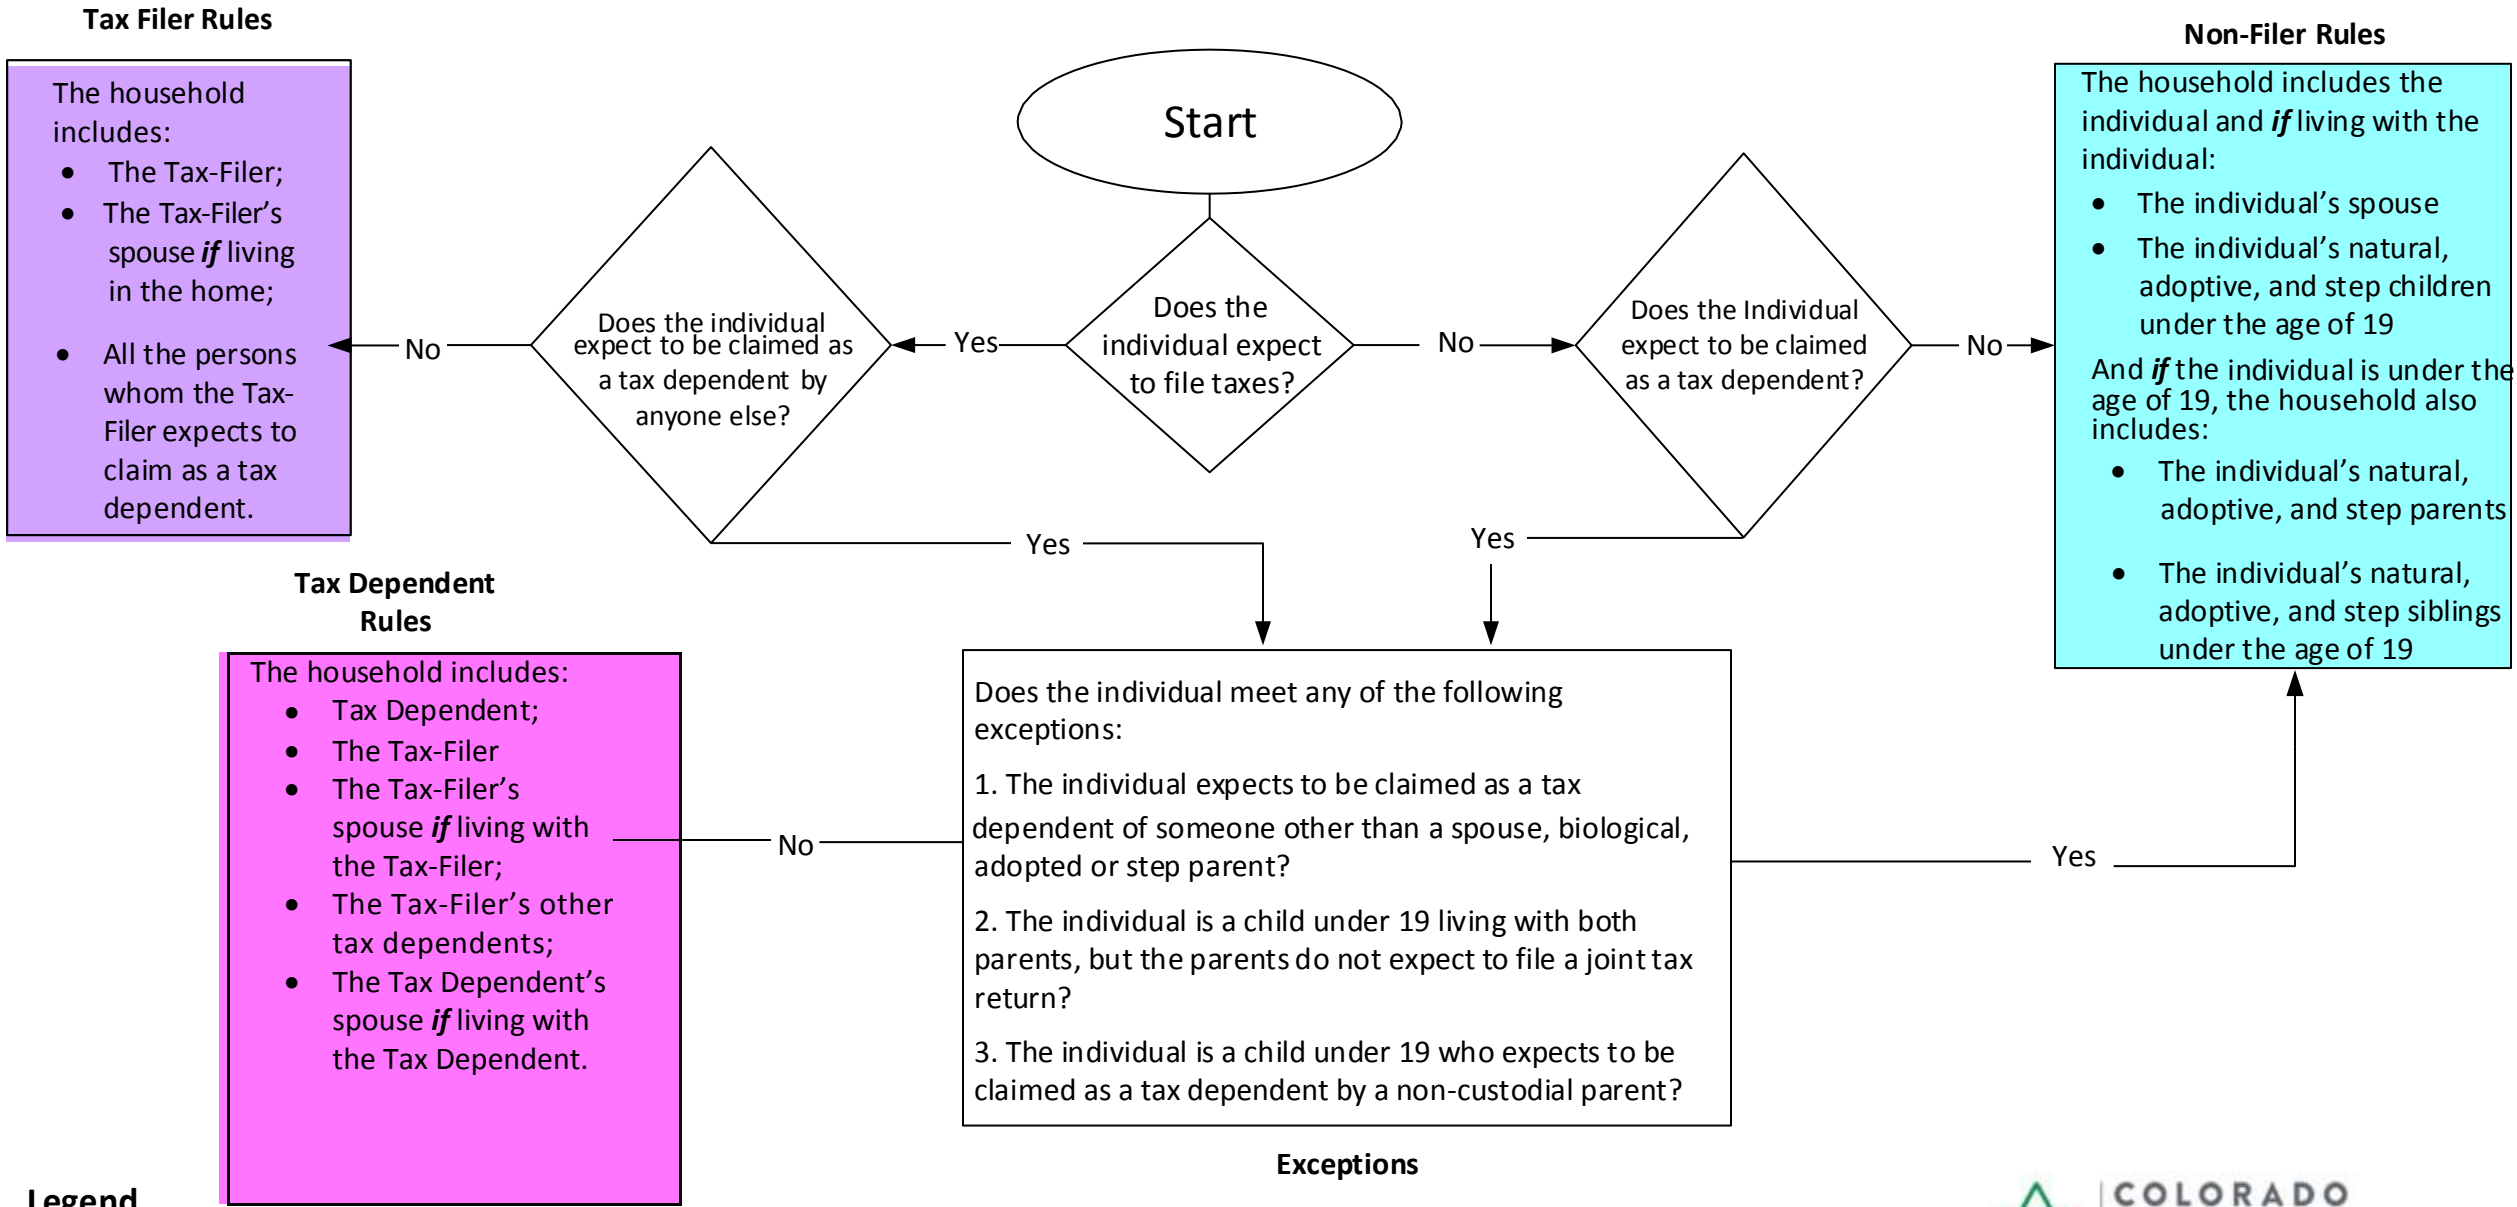 Tax Filer Rules
The household
includes:
• The Tax-Filer;
• The Tax-Filer’s
spouse if living
in the home;
• All the persons
whom the Tax-
Filer expects to
claim as a tax
dependent.
Start
Does the
individual expect
to file taxes?
Yes
No
Does the individual
expect to be claimed as
a tax dependent by
anyone else?
No
Yes
Does the Individual
expect to be claimed
as a tax dependent?
No
Yes
Non-Filer Rules
The household includes the
individual and if living with the
individual:
• The individual’s spouse
• The individual’s natural,
adoptive, and step children
under the age of 19
And if the individual is under the
age of 19, the household also
includes:
• The individual’s natural,
adoptive, and step parents
• The individual’s natural,
adoptive, and step siblings
under the age of 19
Tax Dependent
Rules
The household includes:
• Tax Dependent;
• The Tax-Filer
• The Tax-Filer’s
spouse if living with
the Tax-Filer;
• The Tax-Filer’s other
tax dependents;
• The Tax Dependent’s
spouse if living with
the Tax Dependent.
No
Does the individual meet any of the following
exceptions:
1. The individual expects to be claimed as a tax
dependent of someone other than a spouse, biological,
adopted or step parent?
2. The individual is a child under 19 living with both
parents, but the parents do not expect to file a joint tax
return?
3. The individual is a child under 19 who expects to be
claimed as a tax dependent by a non-custodial parent?
Yes
Exceptions
Legend
COLORADO